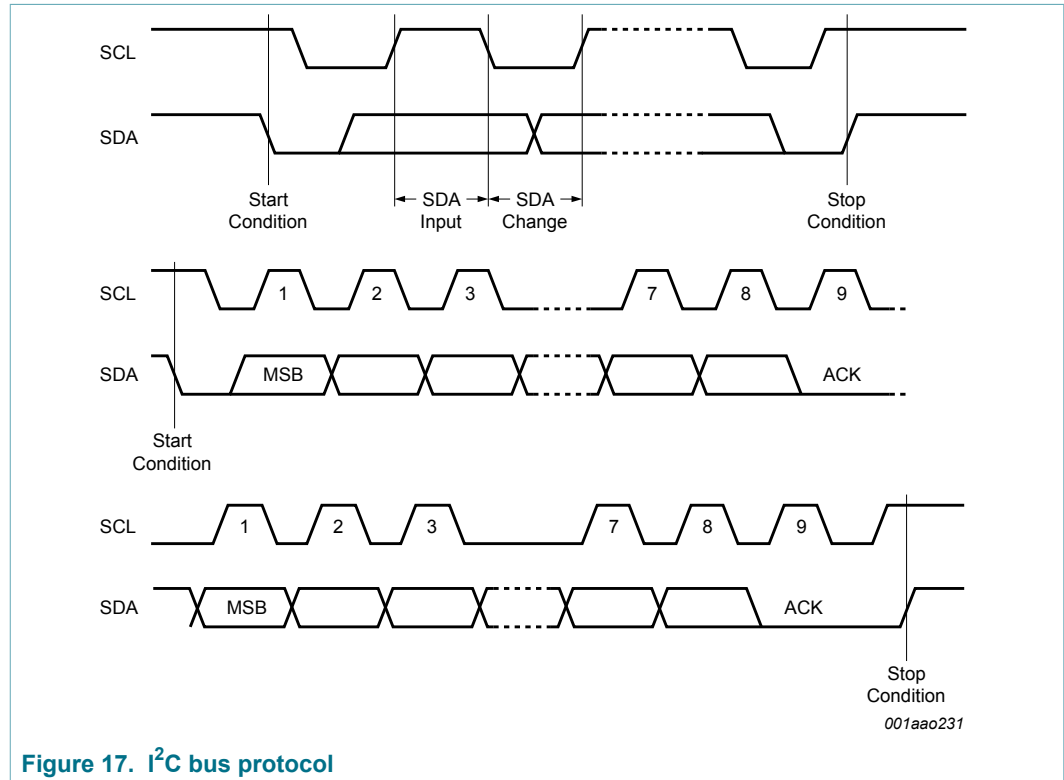 SCL
SDA
Start
Condition
SDA
Input
SDA
Change
Stop
Condition
SCL
1 2 3 7 8 9
SDA
MSB
ACK
Start
Condition
SCL
1 2 3 7 8 9
SDA
MSB
ACK
Stop
Condition
001aao231
Figure 17. I²C bus protocol